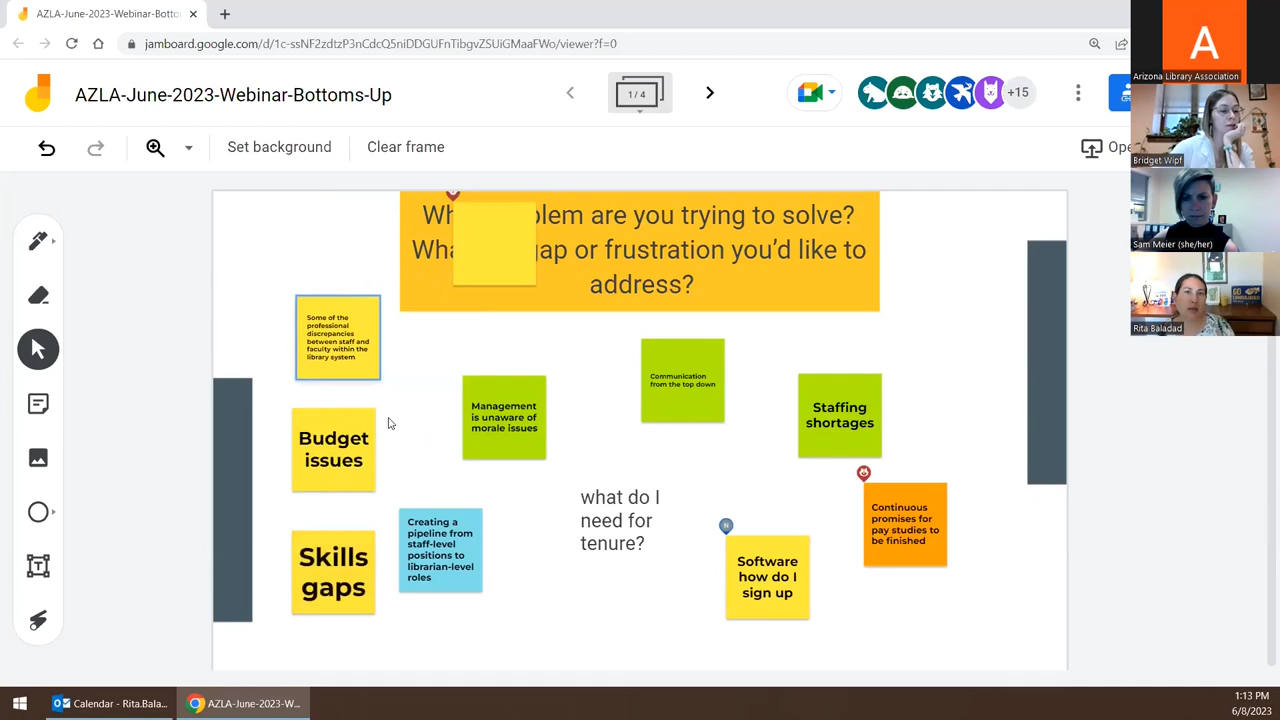 AZLA-June-2023-Webinar-Botto
jamboard.google.com/d/1c-ssNF2zdtzP3nCdcQ5niDDGUFnTibgvZSUiGMaaFWo/viewer?f=0
A
Arizona Library Association
AZLA-June-2023-Webinar-Bottoms-Up
1 / 4
+15
Bridget Wipf
Set background
Clear frame
Sam Meier (she/her)
blem are you trying to solve?
gap or frustration you'd like to
address?
Rita Baladad
Some of the
professional
discrepancies
between staff and
faculty within the
library system
Communication
from the top down
Management
is unaware of
morale issues
Staffing
shortages
Budget
issues
what do I
need for
tenure?
Continuous
promises for
pay studies to
be finished
Creating a
pipeline from
staff-level
positions to
librarian-level
roles
N
Software
how do I
sign up
Skills
gaps
Calendar - Rita.Bala...
AZLA-June-2023-W...
1:13 PM
6/8/2023